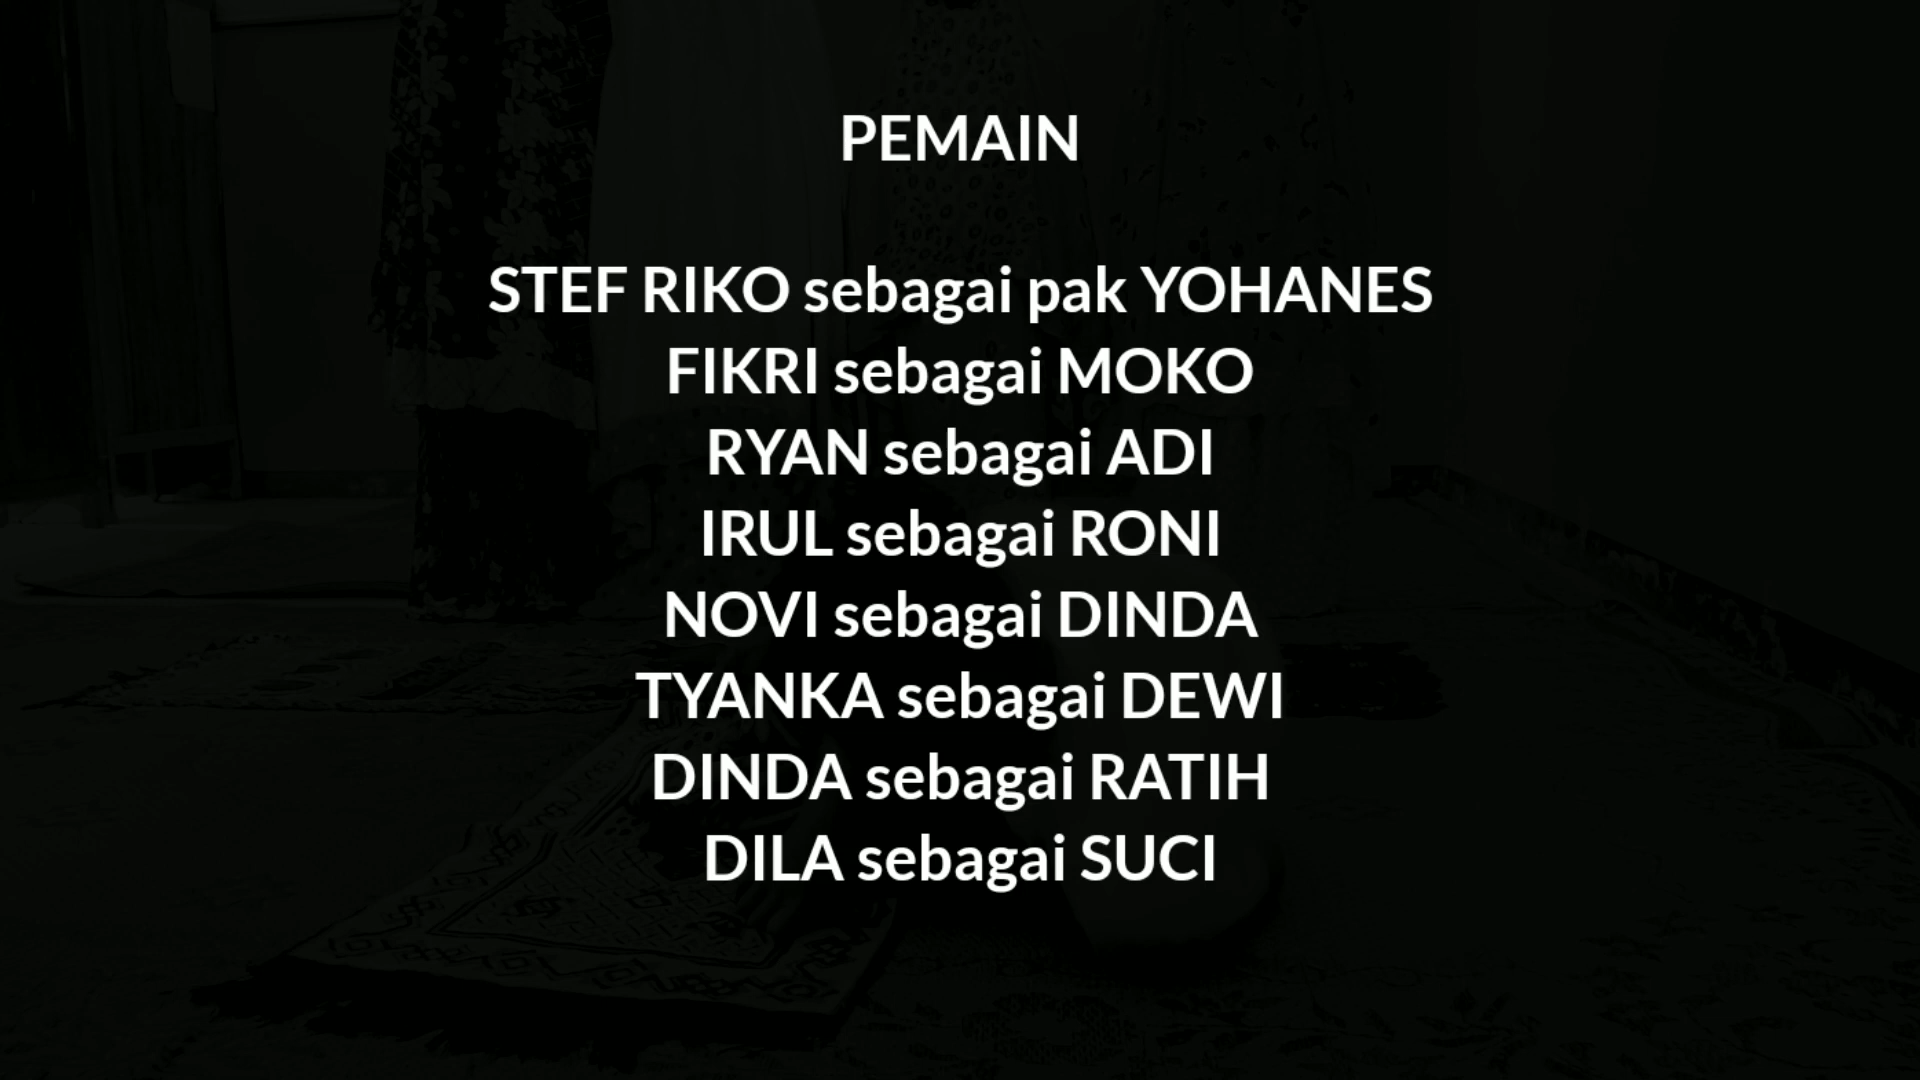 PEMAIN
STEF RIKO sebagai pak YOHANES
FIKRI sebagai MOKO
RYAN sebagai ADI
IRUL sebagai RONI
NOVI sebagai DINDA
TYANKA sebagai DEWI
DINDA sebagai RATIH
DILA sebagai SUCI